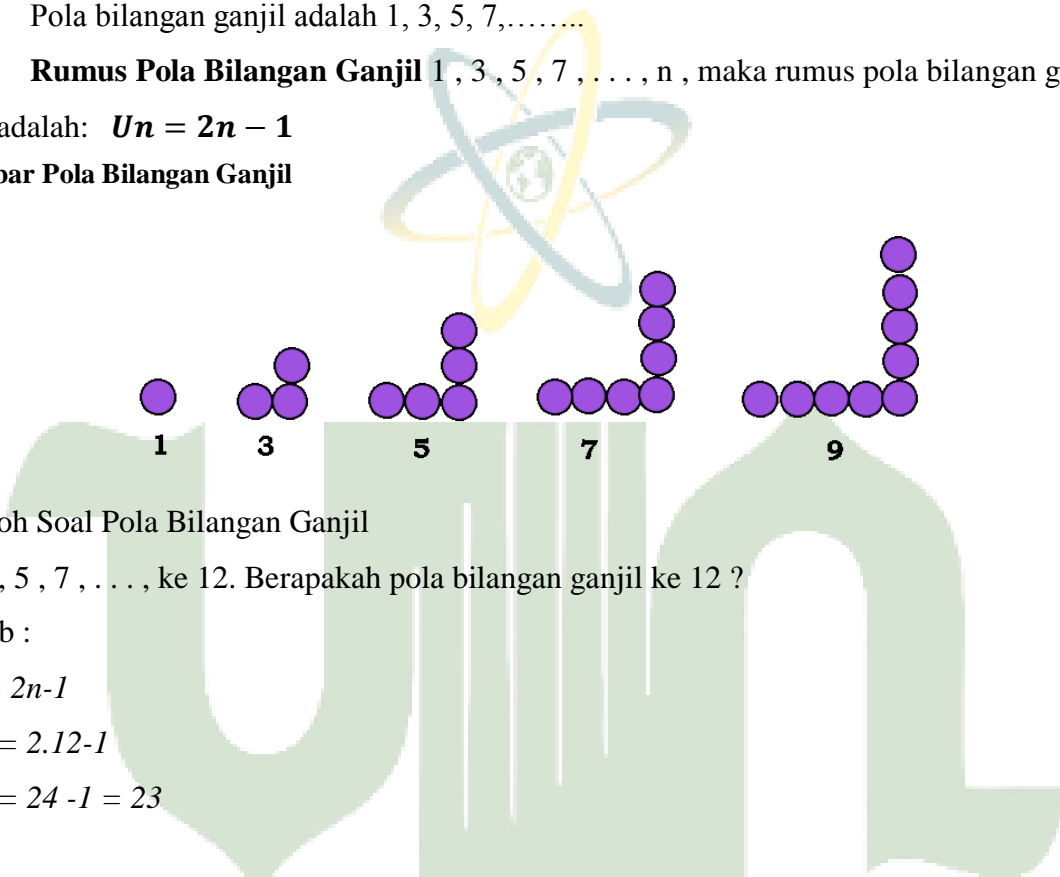 Pola bilangan ganjil adalah 1, 3, 5, 7,……..
Rumus Pola Bilangan Ganjil 1 , 3 , 5 , 7 , . . . , n , maka rumus pola bilangan g
adalah: Un = 2n − 1
bar Pola Bilangan Ganjil
1 3 5 7 9
oh Soal Pola Bilangan Ganjil
, 5 , 7 , . . . , ke 12. Berapakah pola bilangan ganjil ke 12 ?
b :
= 2n-1
= 2.12-1
= 24 -1 = 23